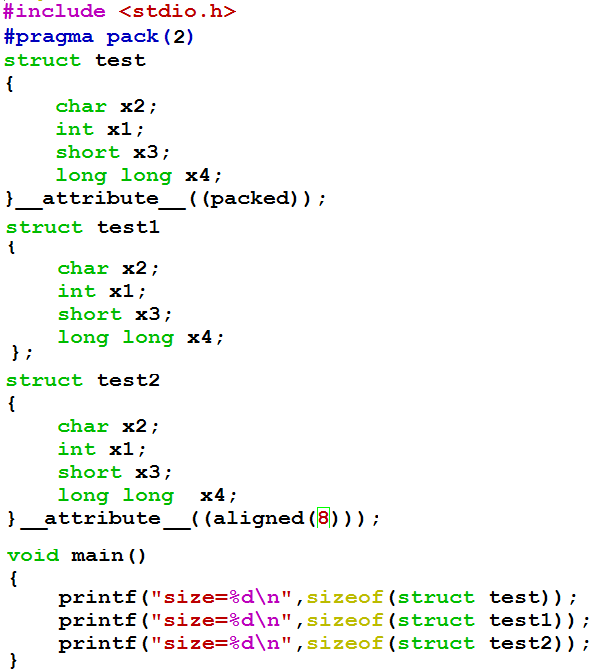 #include <stdio.h>
#pragma pack(2)
struct test
{
    char x2;
    int x1;
    short x3;
    long long x4;
}__attribute__((packed));
struct test1
{
    char x2;
    int x1;
    short x3;
    long long x4;
};
struct test2
{
    char x2;
    int x1;
    short x3;
    long long  x4;
}__attribute__((aligned(8)));
void main()
{
    printf("size=%d\n",sizeof(struct test));
    printf("size=%d\n",sizeof(struct test1));
    printf("size=%d\n",sizeof(struct test2));
}